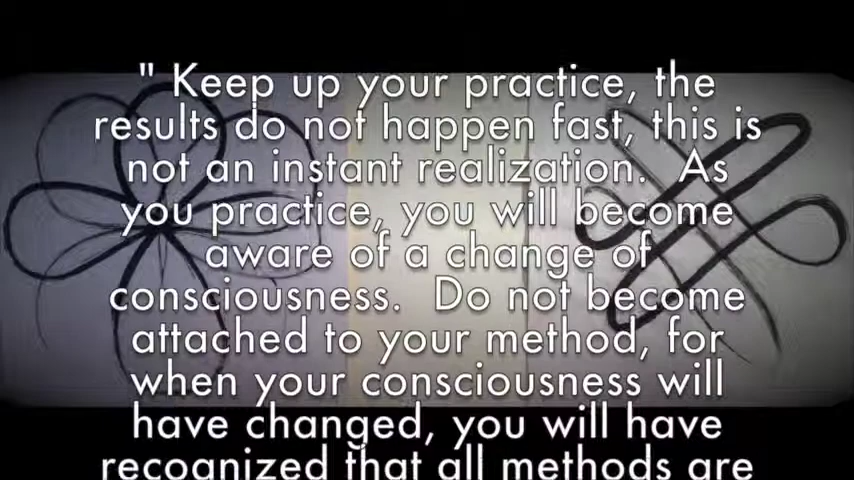 " Keep up your practice, the
results do not happen fast, this is
not an instant realization.  As
you practice, you will become
aware of a change of
consciousness.  Do not become
attached to your method, for
when your consciousness will
have changed, you will have
recognized that all methods are